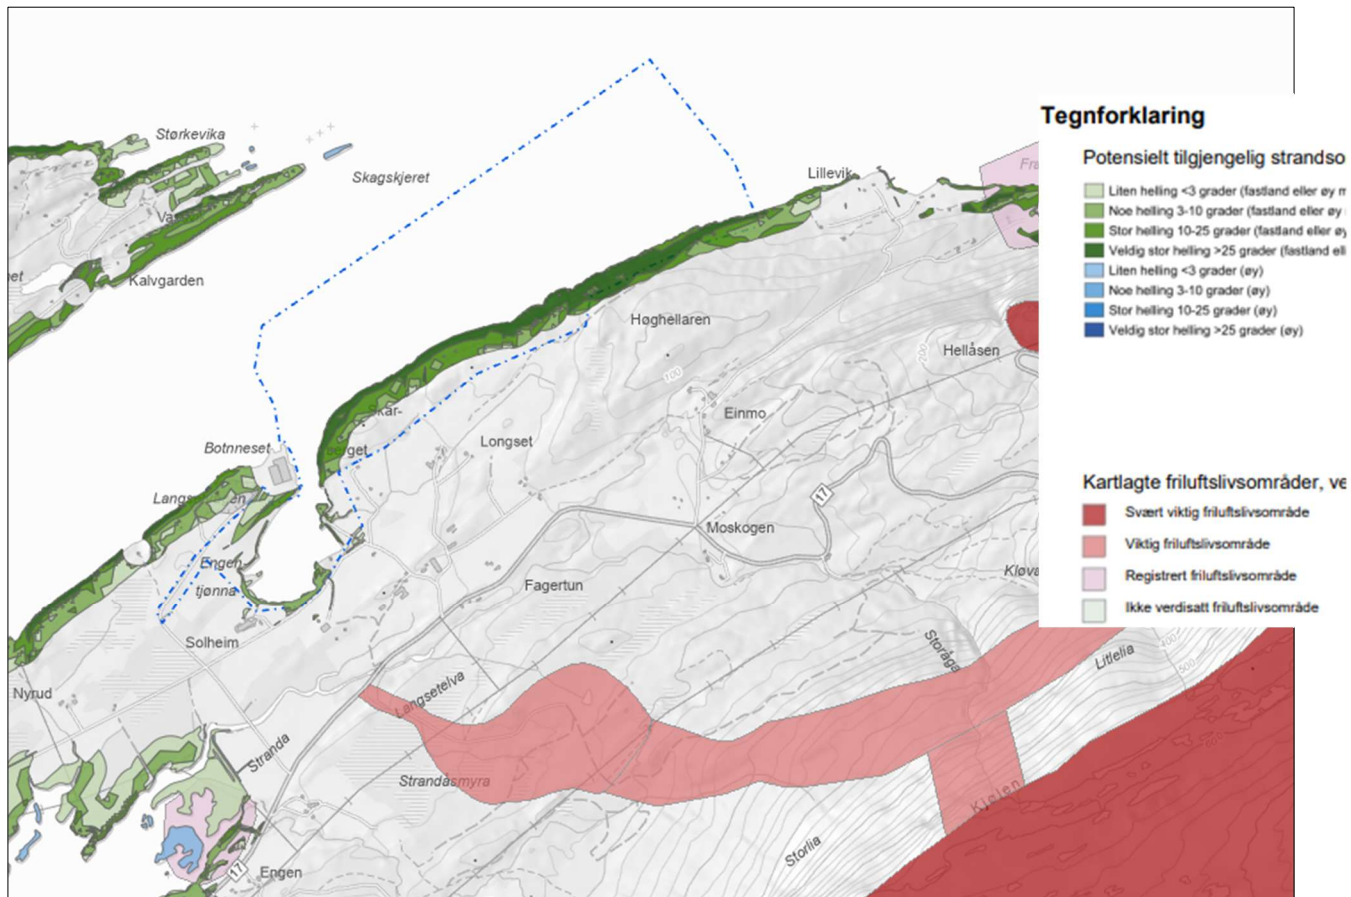 Tegnforklaring
Potensielt tilgjengelig strandso
Liten helling <3 grader (fastland eller øy m
Noe helling 3-10 grader (fastland eller øy
Stor helling 10-25 grader (fastland eller øy
Veldig stor helling >25 grader (fastland ell
Liten helling <3 grader (øy)
Noe helling 3-10 grader (øy)
Stor helling 10-25 grader (øy)
Veldig stor helling >25 grader (øy)
Kartlagte friluftslivsområder, ve
Svært viktig friluftslivsområde
Viktig friluftslivsområde
Registrert friluftslivsområde
Ikke verdisatt friluftslivsområde
Størkevika
Skagskjeret
Lillevik
Kalvgarden
Høghellaren
Hellåsen
200
100
Skar-
Einmo
Botnneset
Longset
17
Moskogen
Engen-
tjønna
Fagertun
Solheim
Storåga
Litlelia
400
500
Nyrud
Langsetelva
Stranda
Strandåsmyra
Kjølen
Storlia
17
Engen